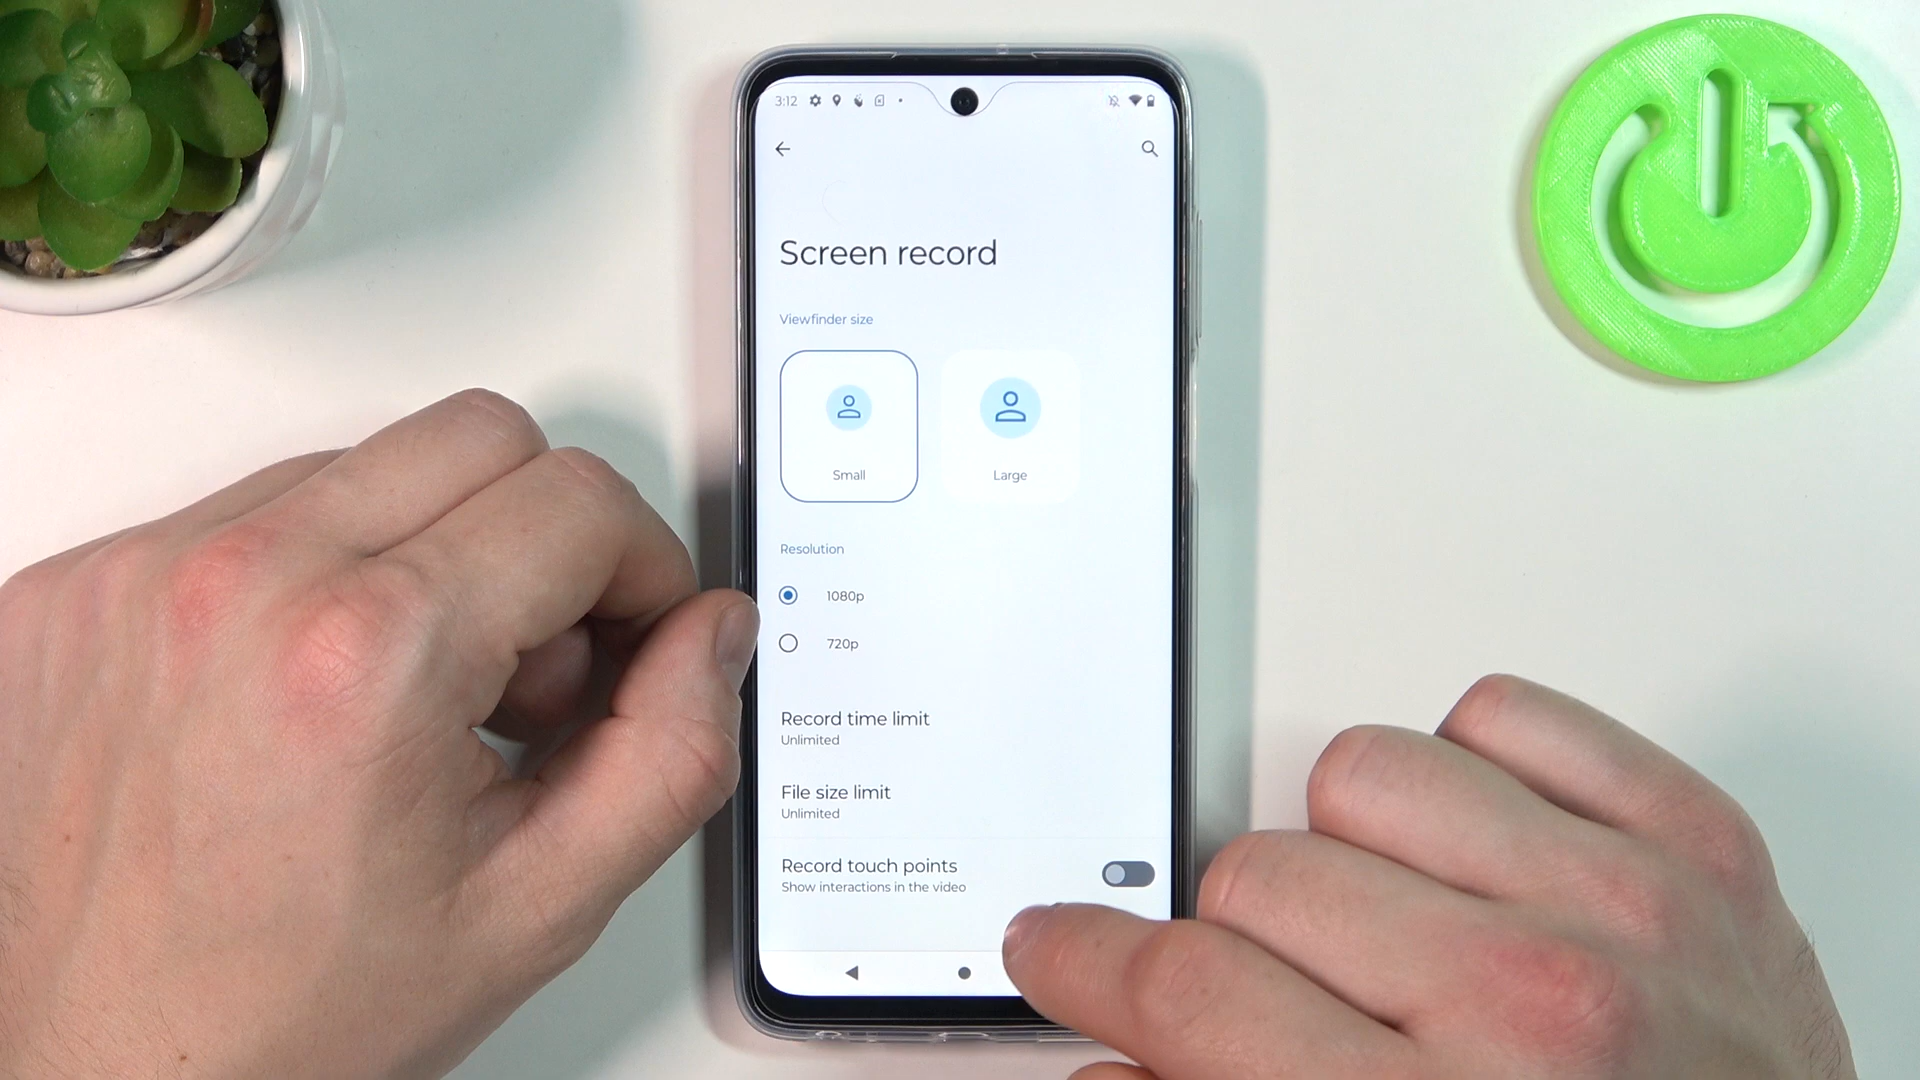 3:12
Screen record
Viewfinder size
Small
Large
Resolution
1080p
720p
Record time limit
Unlimited
File size limit
Unlimited
Record touch points
Show interactions in the video